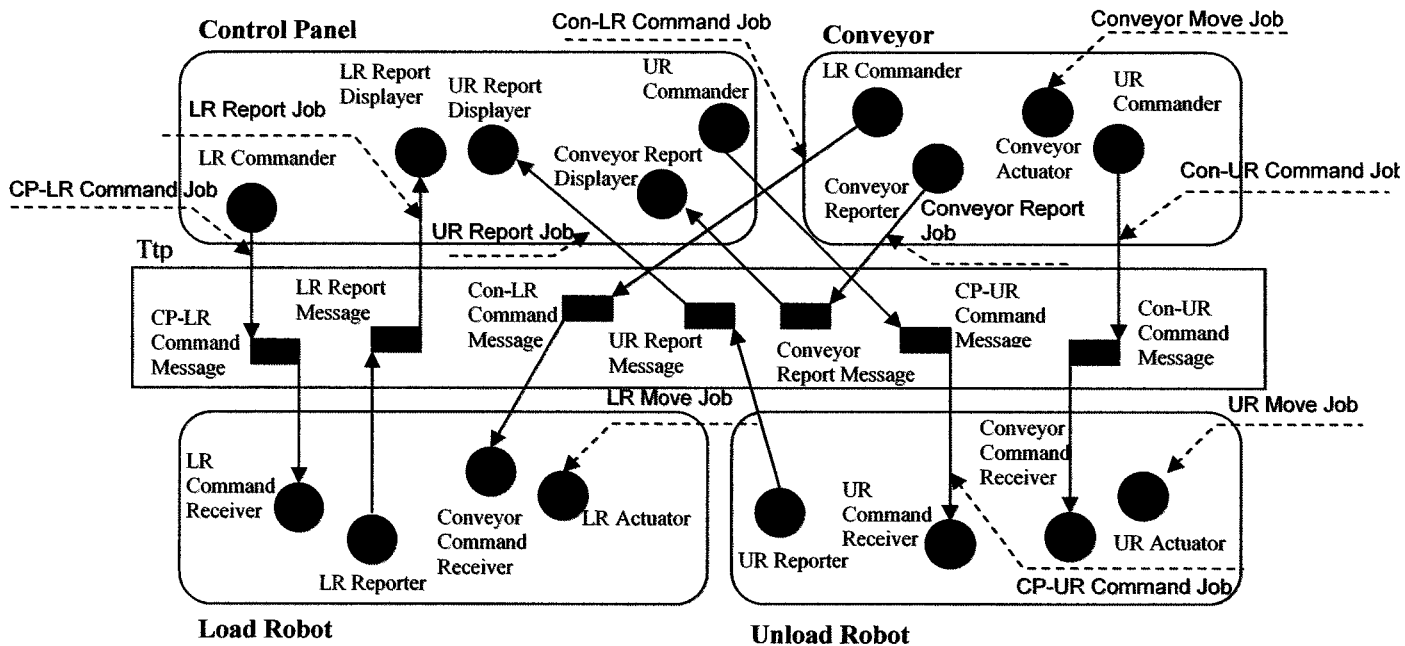 Control Panel
Con-LR Command Job
Conveyor
Conveyor Move Job
LR Report
Displayer
UR Report
Displayer
UR
Commander
LR Commander
UR
Commander
LR Report Job
LR Commander
Conveyor Report
Displayer
Conveyor
Actuator
CP-LR Command Job
Conveyor
Reporter
Conveyor Report
Job
Con-UR Command Job
UR Report Job
Ttp
CP-LR
Command
Message
LR Report
Message
Con-LR
Command
Message
UR Report
Message
Conveyor
Report Message
CP-UR
Command
Message
Con-UR
Command
Message
LR Move Job
UR Move Job
LR
Command
Receiver
LR Reporter
Conveyor
Command
Receiver
LR Actuator
UR Reporter
UR
Command
Receiver
Conveyor
Command
Receiver
UR Actuator
CP-UR Command Job
Load Robot
Unload Robot